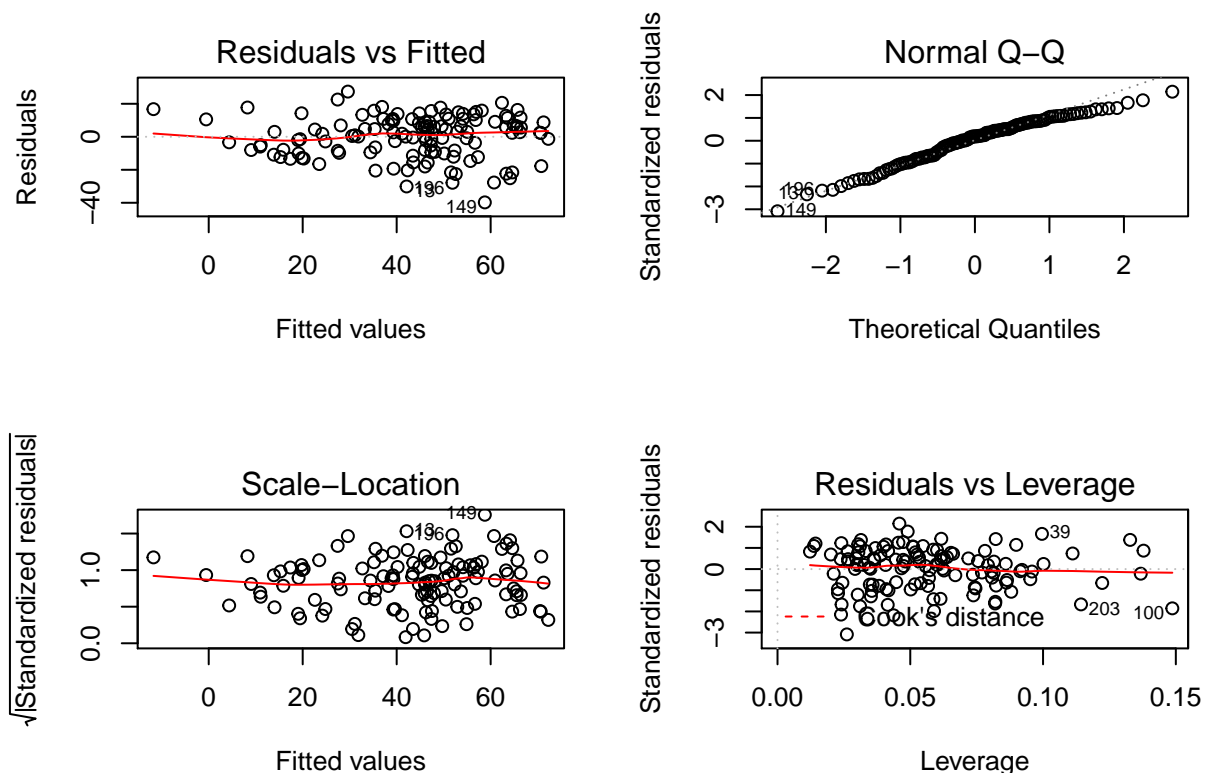 Residuals vs Fitted
Residuals
0
−40
0 20 40 60
Fitted values
196
13
149
Normal Q−Q
Standardized residuals
2
0
−3
−2 −1 0 1 2
Theoretical Quantiles
196
13
149
Scale−Location
√|Standardized residuals|
1.0
0.0
0 20 40 60
Fitted values
149
13
196
Residuals vs Leverage
Standardized residuals
2
0
−3
0.00 0.05 0.10 0.15
Leverage
39
203
100
Cook's distance